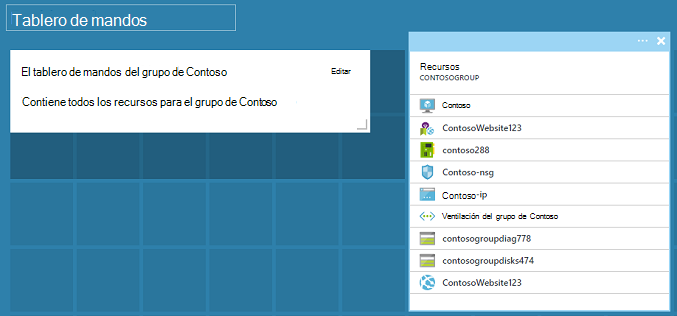 Tablero de mandos
El tablero de mandos del grupo de Contoso
Editar
Contiene todos los recursos para el grupo de Contoso
Recursos
CONTOSOGROUP
Contoso
ContosoWebsite123
contoso288
Contoso-nsg
Contoso-ip
Ventilación del grupo de Contoso
contosogroupdiag778
contosogroupdisks474
ContosoWebsite123